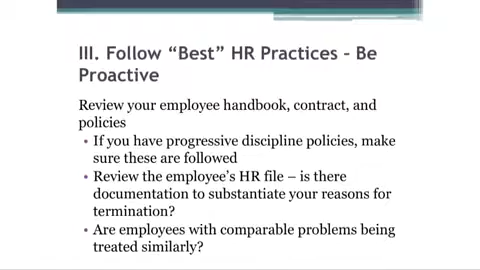 III. Follow “Best” HR Practices – Be
Proactive
Review your employee handbook, contract, and
policies
• If you have progressive discipline policies, make
sure these are followed
• Review the employee’s HR file – is there
documentation to substantiate your reasons for
termination?
• Are employees with comparable problems being
treated similarly?